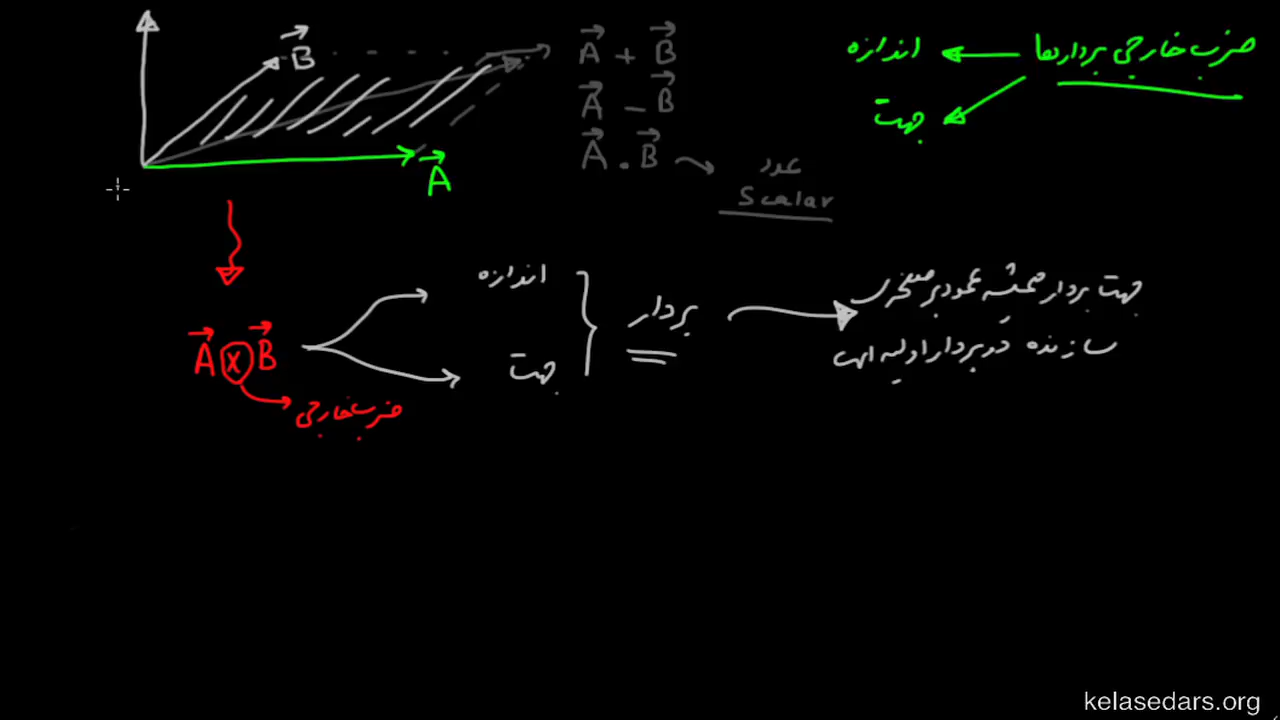 ضرب خارجی بردارها
اندازه
جهت
B
A
A + B
A - B
A . B
عدد
Scalar
A × B
ضرب خارجی
اندازه
جهت
بردار
جهت بردار همیشه عمود بر صفحه‌ی
سازنده دو بردار اولیه است
kelasedars.org